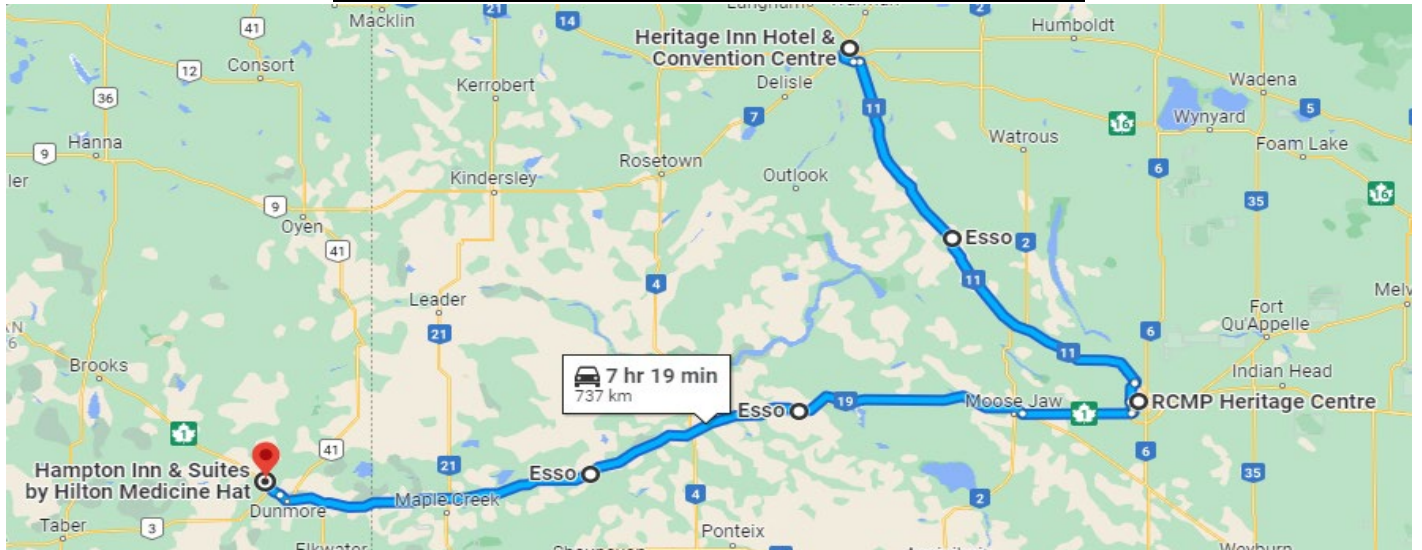 Macklin
41
21
14
2
Humboldt
Heritage Inn Hotel &
Convention Centre
12
Consort
Kerrobert
Delisle
Wadena
36
7
11
16
Wynyard
5
Hanna
9
Watrous
Foam Lake
Rosetown
6
16
Kindersley
Outlook
35
9
Oyen
41
Esso
2
11
4
Leader
21
Fort
Qu'Appelle
6
11
Brooks
7 hr 19 min
737 km
Indian Head
Esso
19
Moose Jaw
1
RCMP Heritage Centre
1
41
Hampton Inn & Suites
by Hilton Medicine Hat
Esso
21
6
35
Dunmore
Maple Creek
4
2
Taber
3
Ponteix
Elkwater
Weyburn